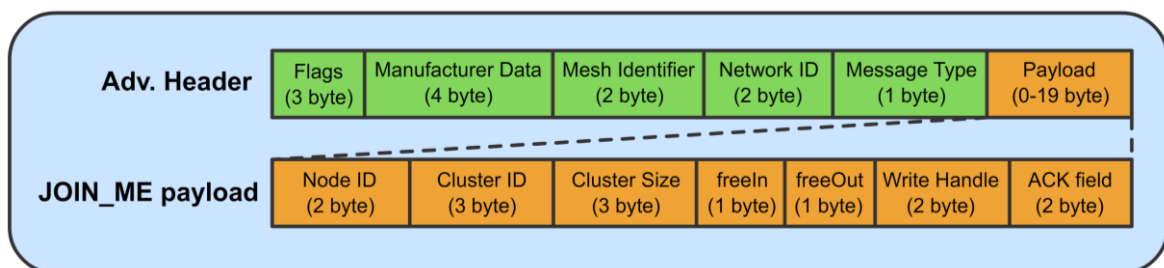 Adv. Header
Flags
(3 byte)
Manufacturer Data
(4 byte)
Mesh Identifier
(2 byte)
Network ID
(2 byte)
Message Type
(1 byte)
Payload
(0-19 byte)
JOIN_ME payload
Node ID
(2 byte)
Cluster ID
(3 byte)
Cluster Size
(3 byte)
freeIn
(1 byte)
freeOut
(1 byte)
Write Handle
(2 byte)
ACK field
(2 byte)